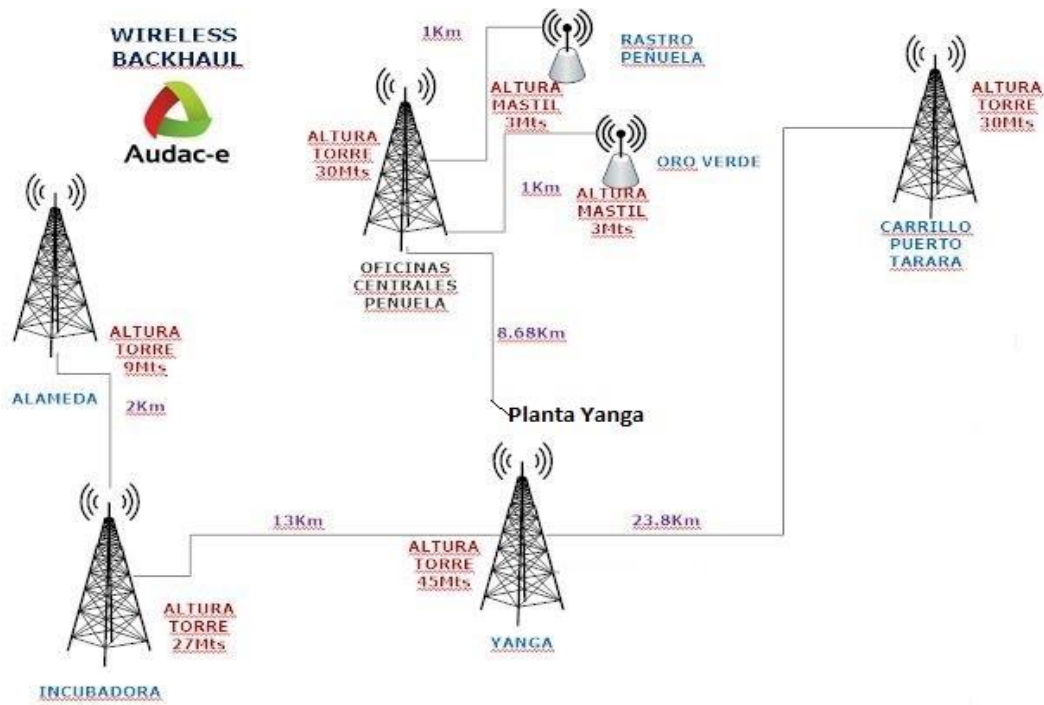 WIRELESS
BACKHAUL
Audac-e
1Km
RASTRO
PEÑUELA
ALTURA
MASTIL
3Mts
ALTURA
TORRE
30Mts
ORO VERDE
1Km
ALTURA
MASTIL
3Mts
ALTURA
TORRE
30Mts
CARRILLO
PUERTO
TARARA
OFICINAS
CENTRALES
PEÑUELA
8.68Km
ALTURA
TORRE
9Mts
ALAMEDA
2Km
Planta Yanga
13Km
23.8Km
ALTURA
TORRE
45Mts
YANGA
ALTURA
TORRE
27Mts
INCUBADORA